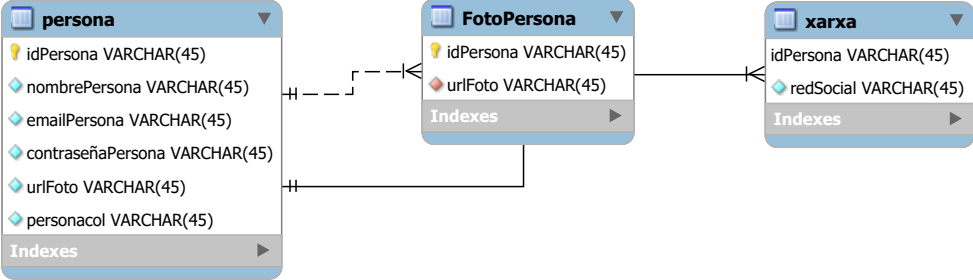 persona
idPersona VARCHAR(45)
nombrePersona VARCHAR(45)
emailPersona VARCHAR(45)
contraseñaPersona VARCHAR(45)
urlFoto VARCHAR(45)
personacol VARCHAR(45)
Indexes
FotoPersona
idPersona VARCHAR(45)
urlFoto VARCHAR(45)
Indexes
xarxa
idPersona VARCHAR(45)
redSocial VARCHAR(45)
Indexes